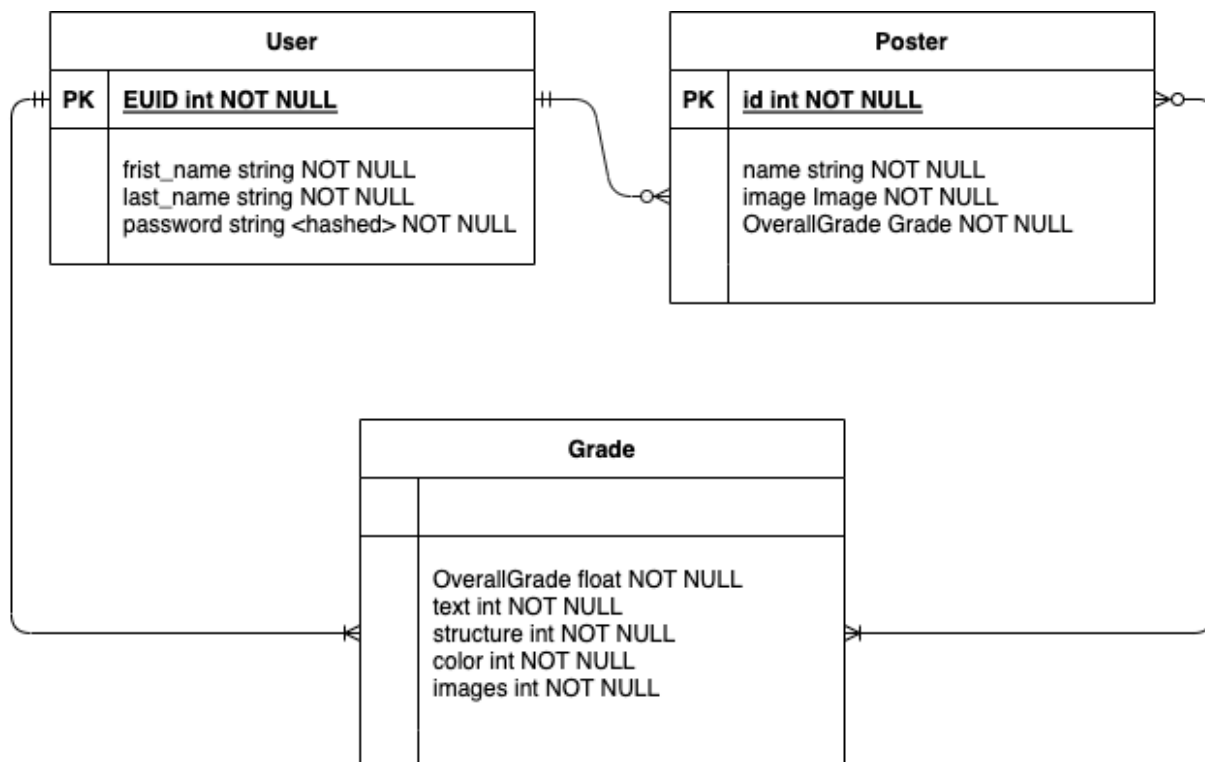 User
PK EUID int NOT NULL
frist_name string NOT NULL
last_name string NOT NULL
password string <hashed> NOT NULL
Poster
PK id int NOT NULL
name string NOT NULL
image Image NOT NULL
OverallGrade Grade NOT NULL
Grade
OverallGrade float NOT NULL
text int NOT NULL
structure int NOT NULL
color int NOT NULL
images int NOT NULL